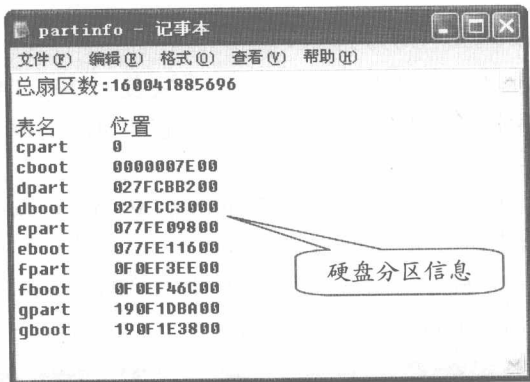 partinfo - 记事本
文件(F) 编辑(E) 格式(O) 查看(V) 帮助(H)
总扇区数:160041885696
表名 位置
cpart 0
cboot 0000007E00
dpart 027FCBB200
dboot 027FCC3000
epart 077FE09800
eboot 077FE11600
fpart 0F0EF3EE00
fboot 0F0EF46C00
gpart 190F1DBA00
gboot 190F1E3800
硬盘分区信息